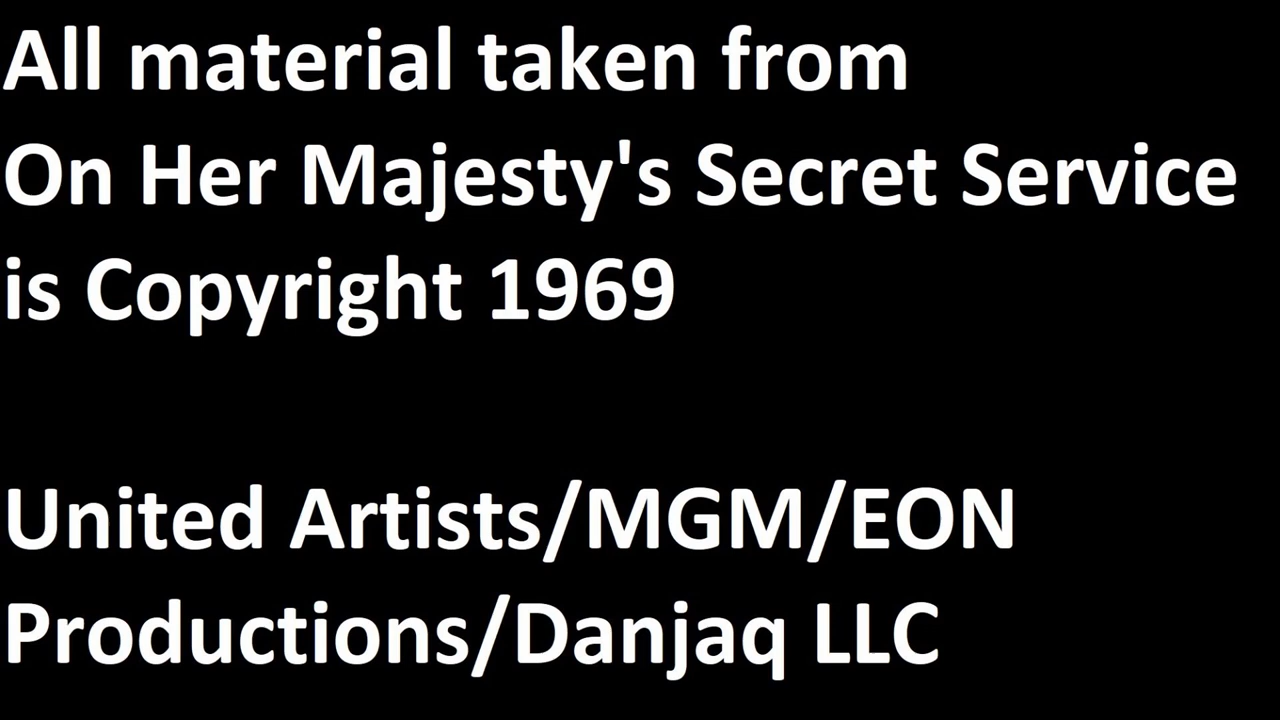 All material taken from
On Her Majesty's Secret Service
is Copyright 1969
United Artists/MGM/EON
Productions/Danjaq LLC